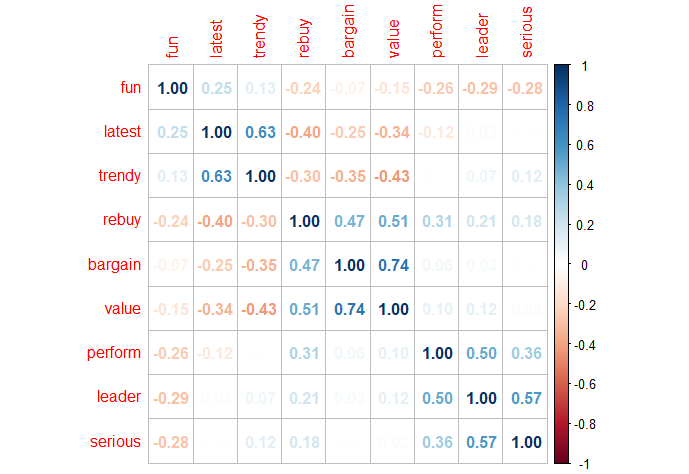 fun latest trendy rebuy bargain value perform leader serious
fun 1.00 0.25 0.13 -0.24 -0.07 -0.15 -0.26 -0.29 -0.28
latest 0.25 1.00 0.63 -0.40 -0.25 -0.34 -0.12 0.03
trendy 0.13 0.63 1.00 -0.30 -0.35 -0.43 0.07 0.12
rebuy -0.24 -0.40 -0.30 1.00 0.47 0.51 0.31 0.21 0.18
bargain -0.07 -0.25 -0.35 0.47 1.00 0.74 0.06 0.03
value -0.15 -0.34 -0.43 0.51 0.74 1.00 0.10 0.12 0.02
perform -0.26 -0.12 0.31 0.06 0.10 1.00 0.50 0.36
leader -0.29 0.03 0.07 0.21 0.03 0.12 0.50 1.00 0.57
serious -0.28 0.12 0.18 0.02 0.36 0.57 1.00
1
0.8
0.6
0.4
0.2
0
-0.2
-0.4
-0.6
-0.8
-1